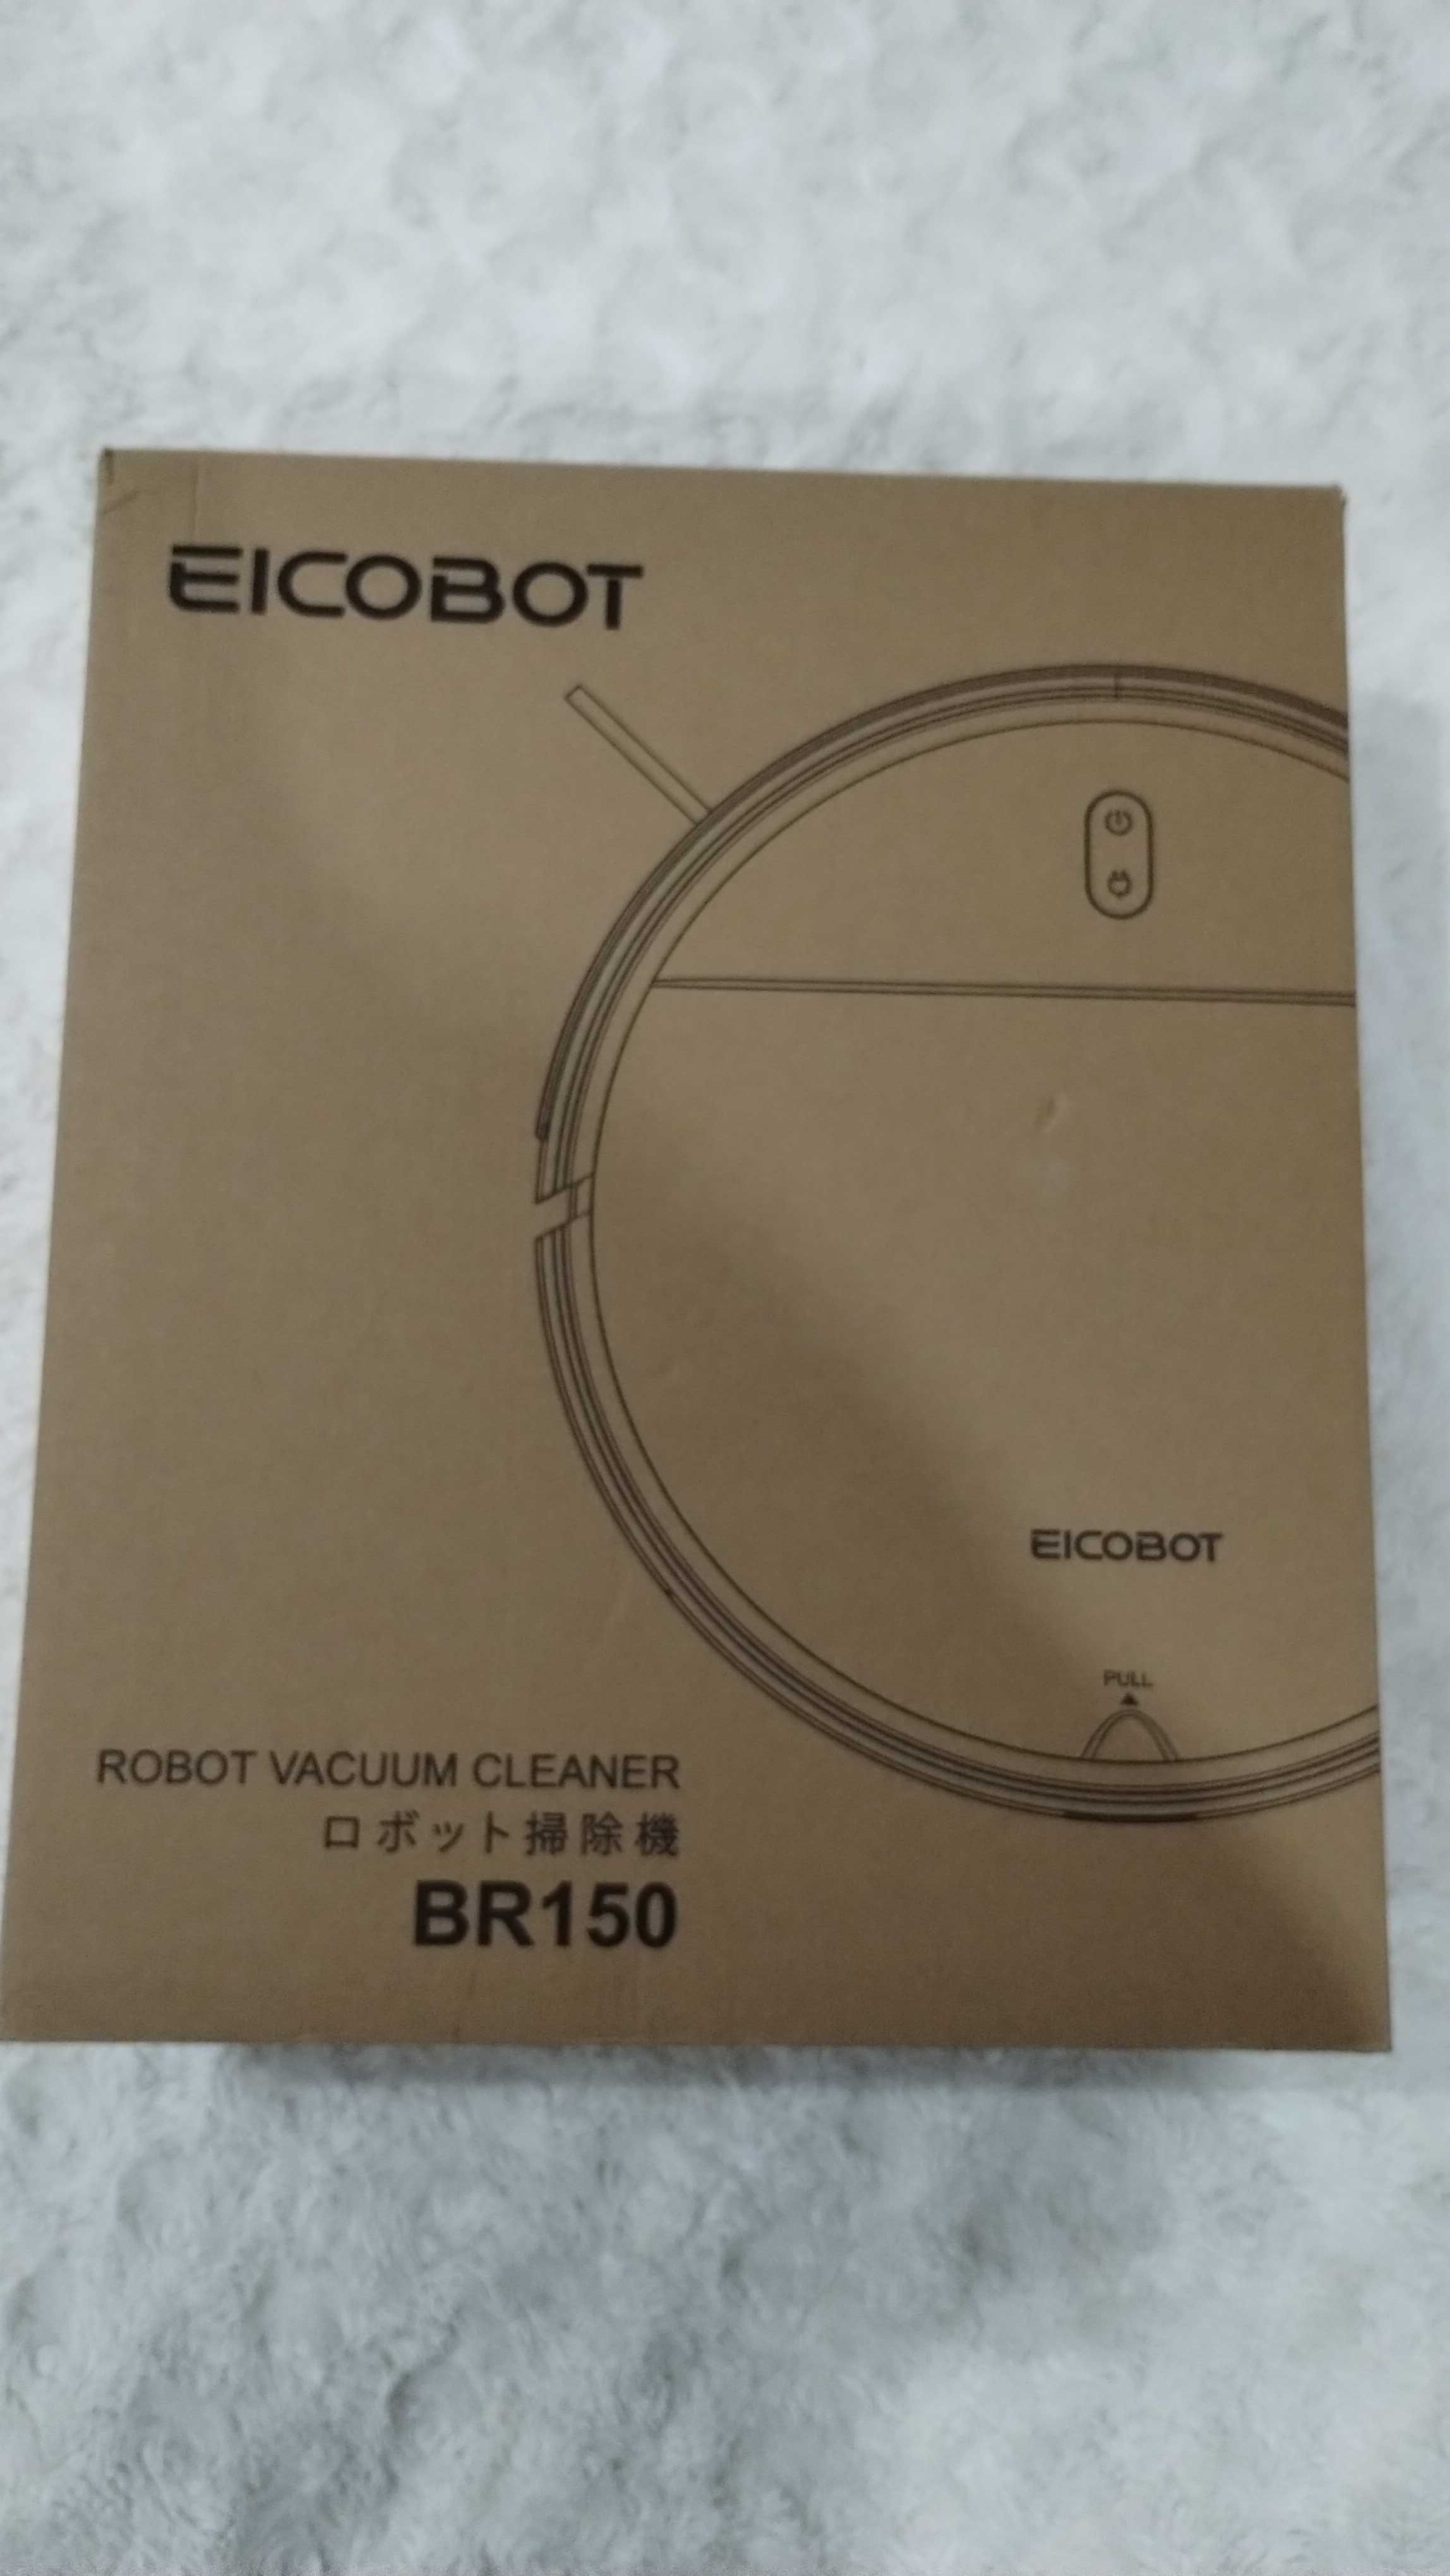 EICOBOT
EICOBOT
PULL
ROBOT VACUUM CLEANER
ロボット掃除機
BR150